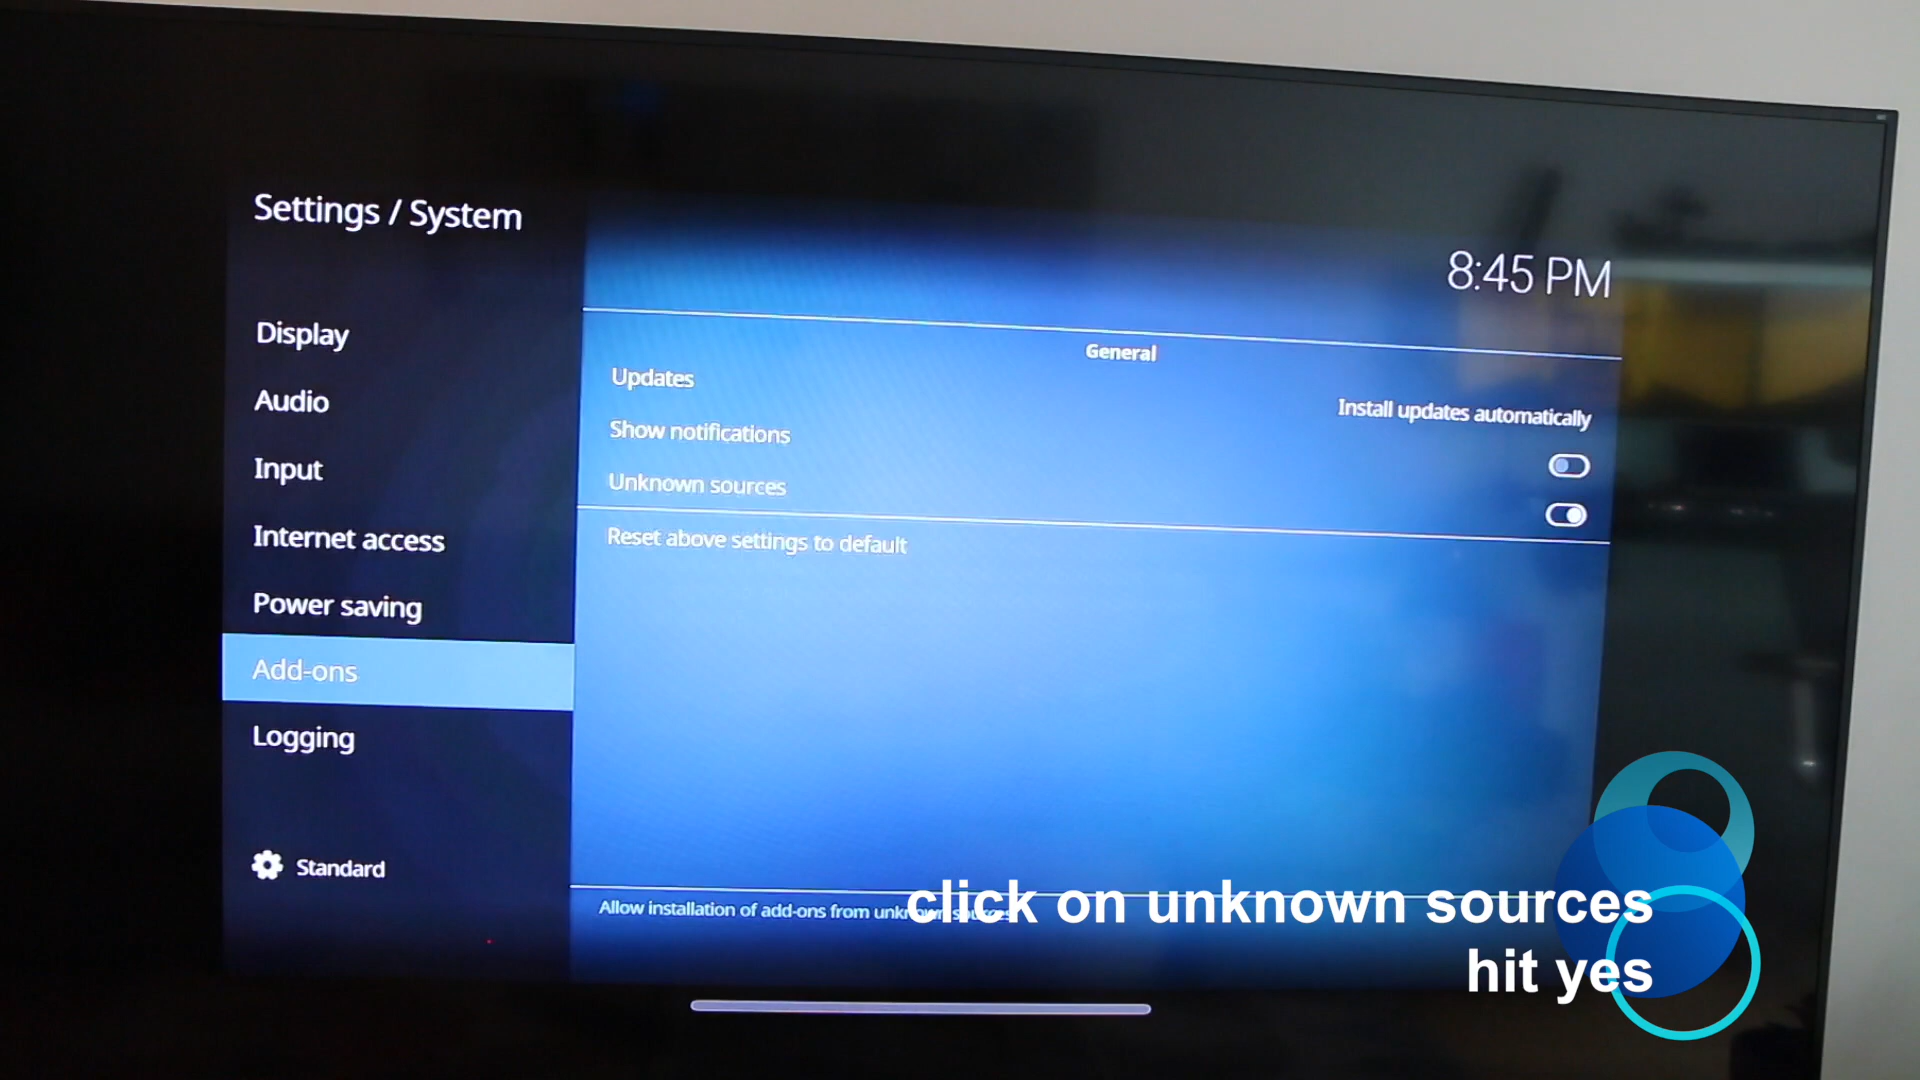 Settings / System
8:45 PM
Display
Audio
Input
Internet access
Power saving
Add-ons
Logging
Standard
General
Updates
Install updates automatically
Show notifications
Unknown sources
Reset above settings to default
Allow installation of add-ons from unknown sources
click on unknown sources
hit yes